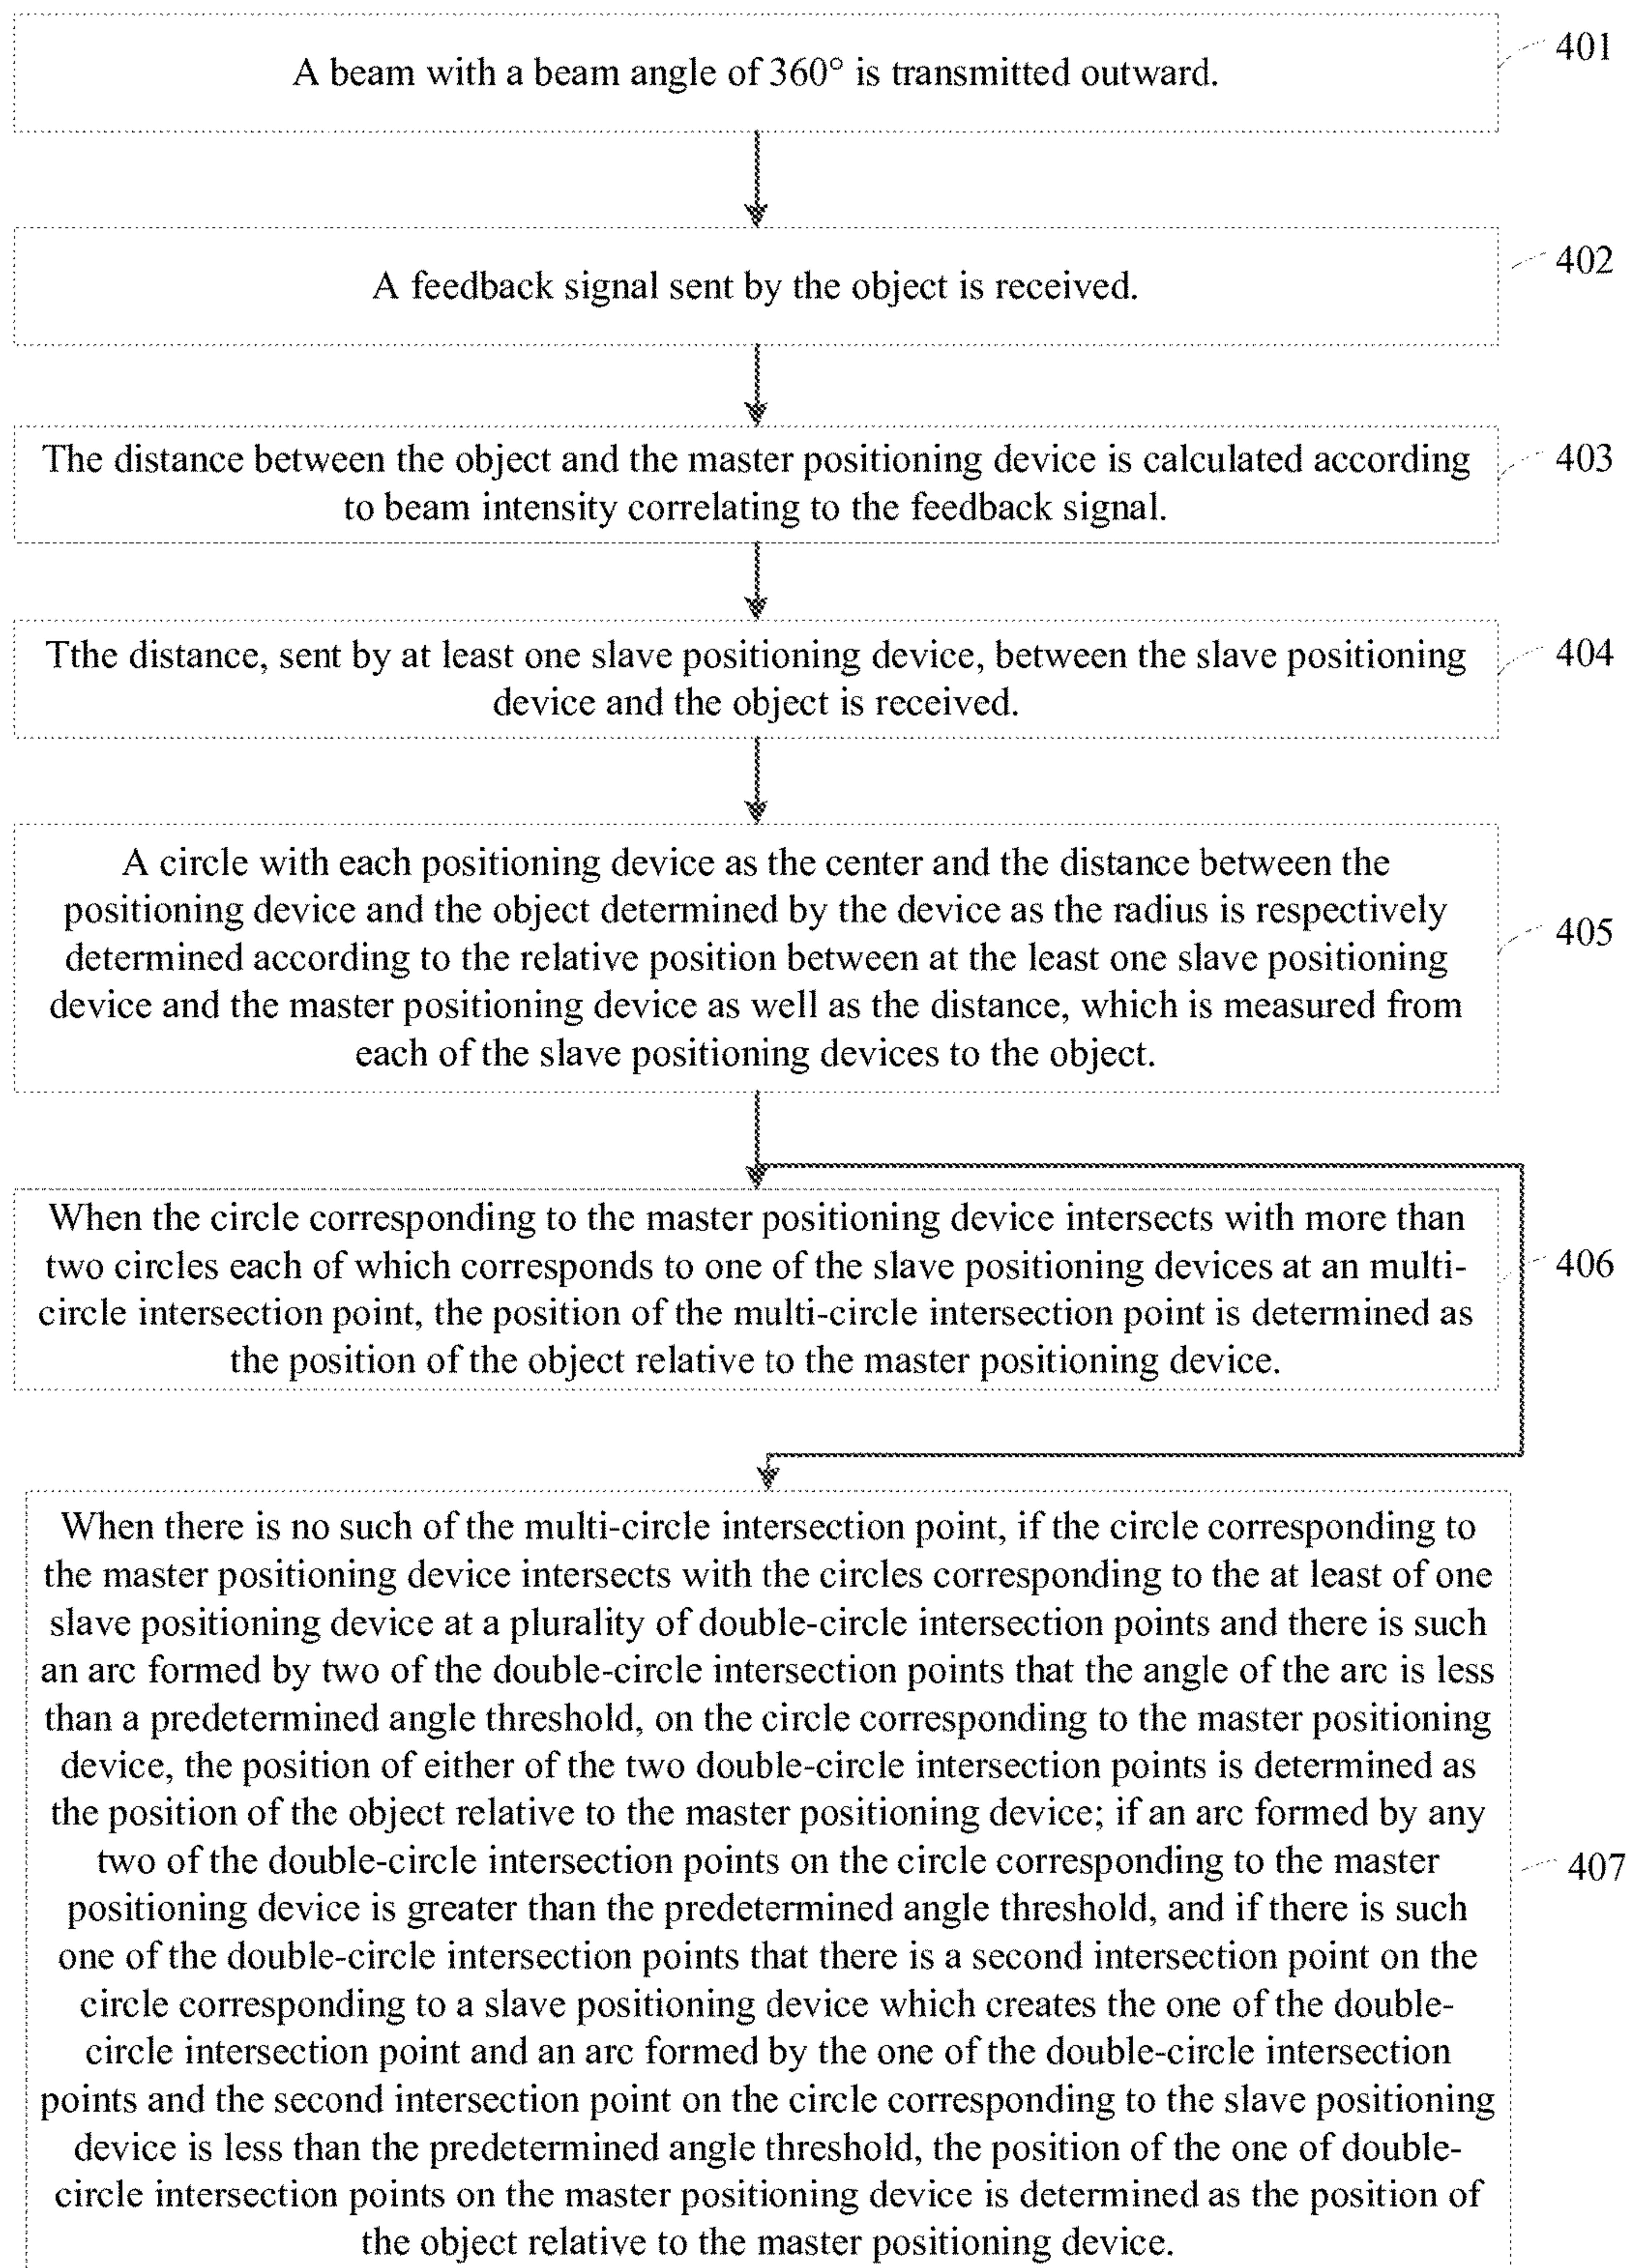 A beam with a beam angle of 360° is transmitted outward.
401
A feedback signal sent by the object is received.
402
The distance between the object and the master positioning device is calculated according
to beam intensity correlating to the feedback signal.
403
Tthe distance, sent by at least one slave positioning device, between the slave positioning
device and the object is received.
404
A circle with each positioning device as the center and the distance between the
positioning device and the object determined by the device as the radius is respectively
determined according to the relative position between at the least one slave positioning
device and the master positioning device as well as the distance, which is measured from
each of the slave positioning devices to the object.
405
When the circle corresponding to the master positioning device intersects with more than
two circles each of which corresponds to one of the slave positioning devices at an multi-
circle intersection point, the position of the multi-circle intersection point is determined as
the position of the object relative to the master positioning device.
406
When there is no such of the multi-circle intersection point, if the circle corresponding to
the master positioning device intersects with the circles corresponding to the at least of one
slave positioning device at a plurality of double-circle intersection points and there is such
an arc formed by two of the double-circle intersection points that the angle of the arc is less
than a predetermined angle threshold, on the circle corresponding to the master positioning
device, the position of either of the two double-circle intersection points is determined as
the position of the object relative to the master positioning device; if an arc formed by any
two of the double-circle intersection points on the circle corresponding to the master
positioning device is greater than the predetermined angle threshold, and if there is such
one of the double-circle intersection points that there is a second intersection point on the
circle corresponding to a slave positioning device which creates the one of the double-
circle intersection point and an arc formed by the one of the double-circle intersection
points and the second intersection point on the circle corresponding to the slave positioning
device is less than the predetermined angle threshold, the position of the one of double-
circle intersection points on the master positioning device is determined as the position of
the object relative to the master positioning device.
407